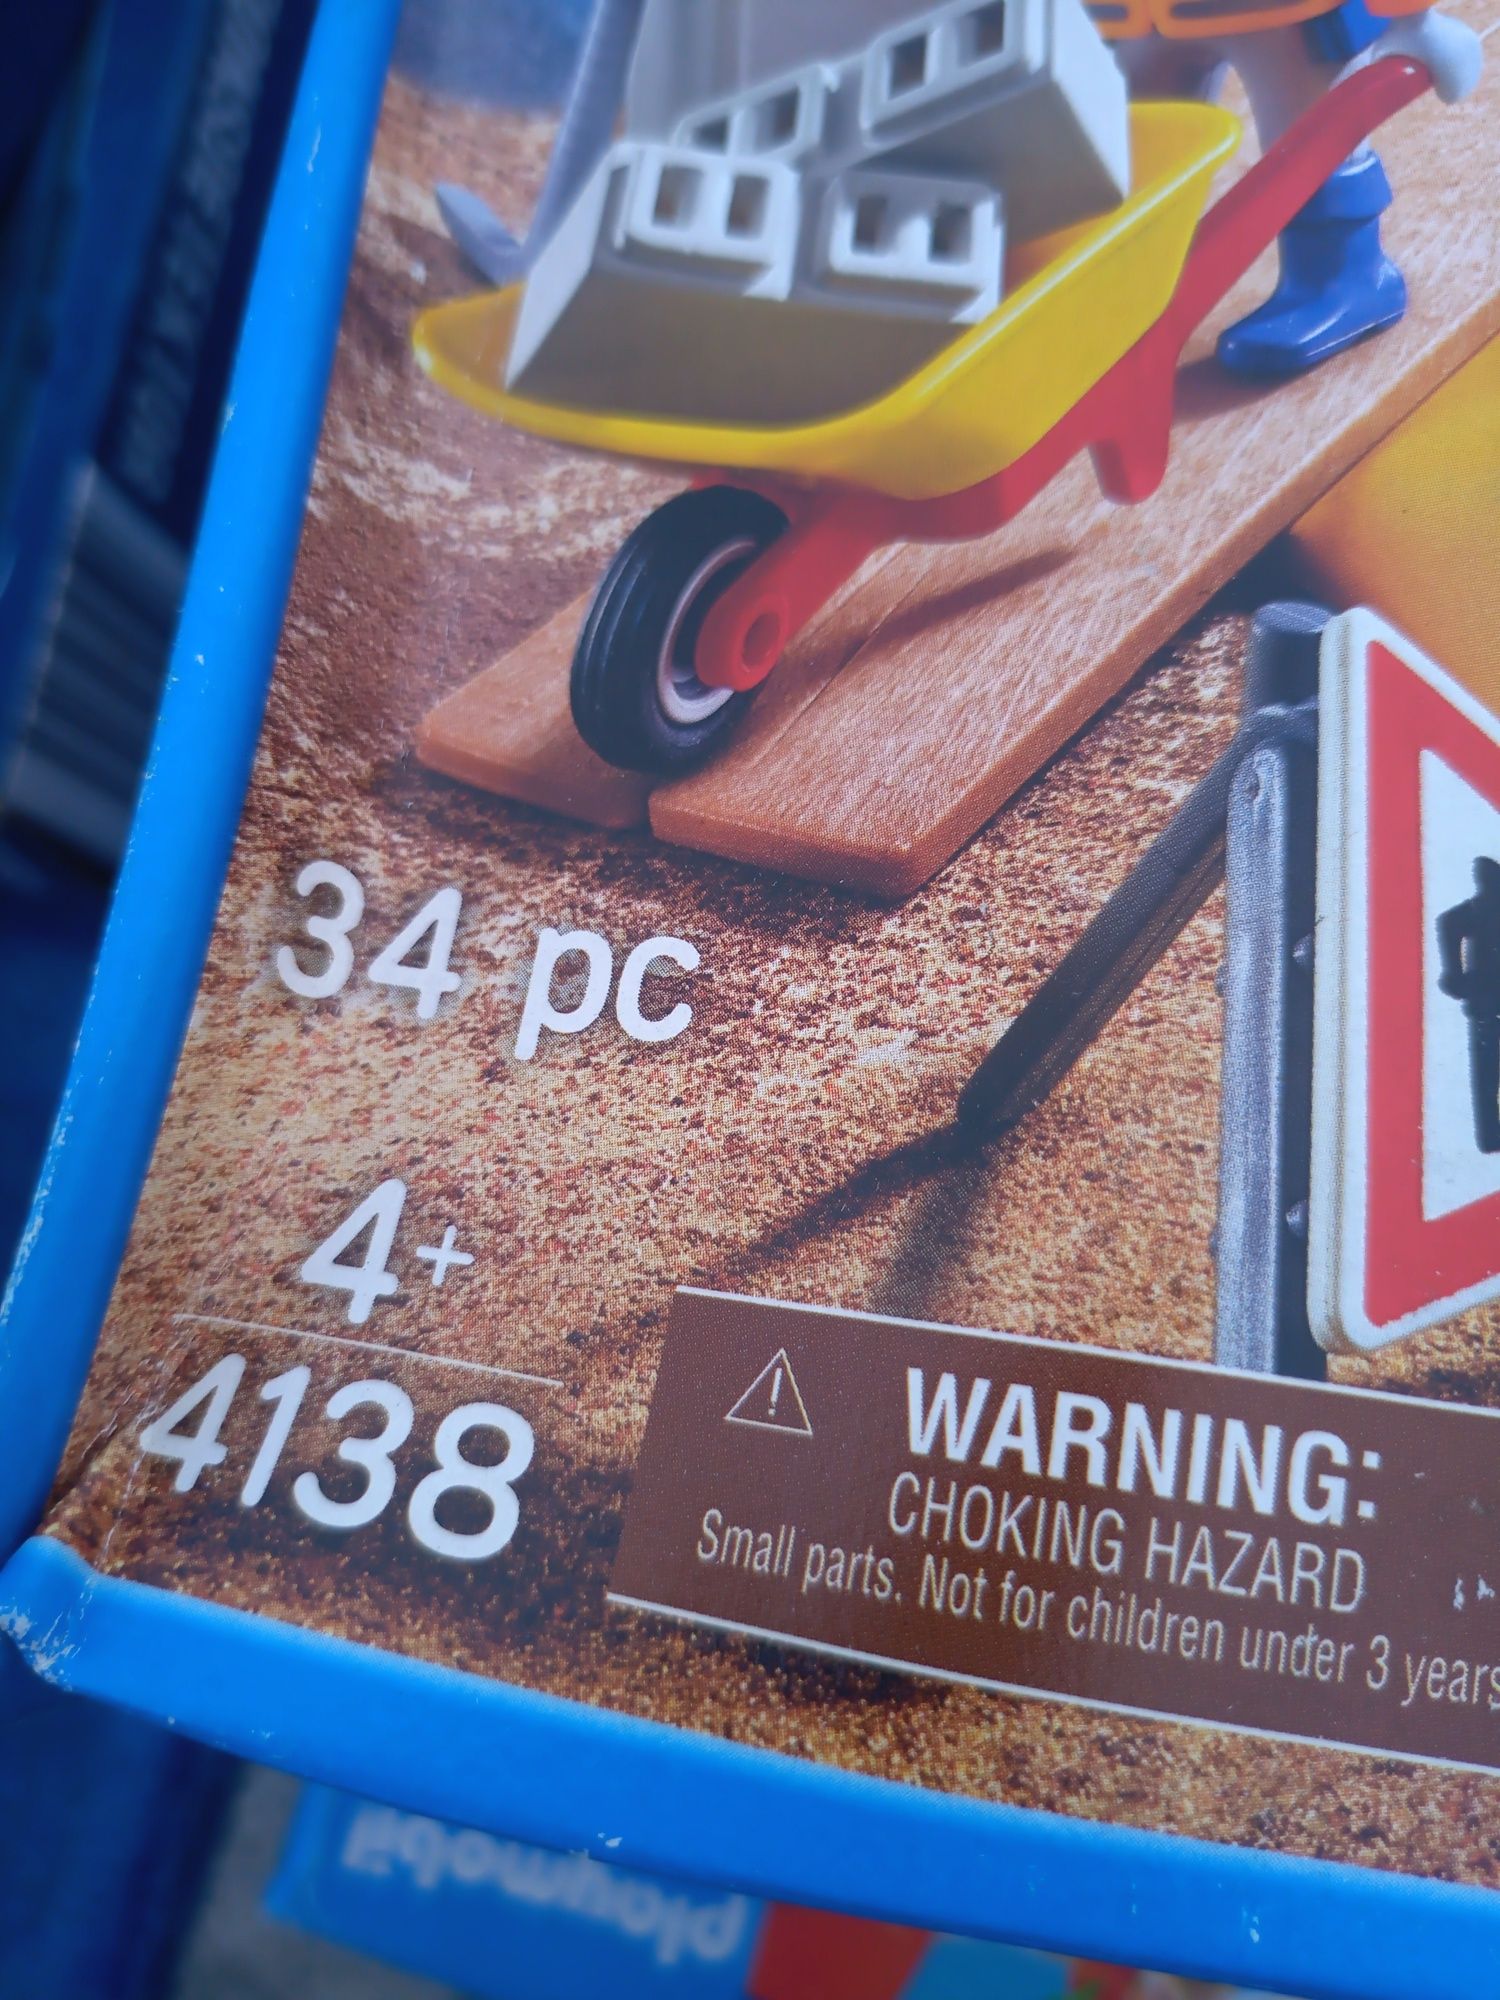 34 pc
4+
4138
WARNING:
CHOKING HAZARD
Small parts. Not for children under 3 years
playmobil